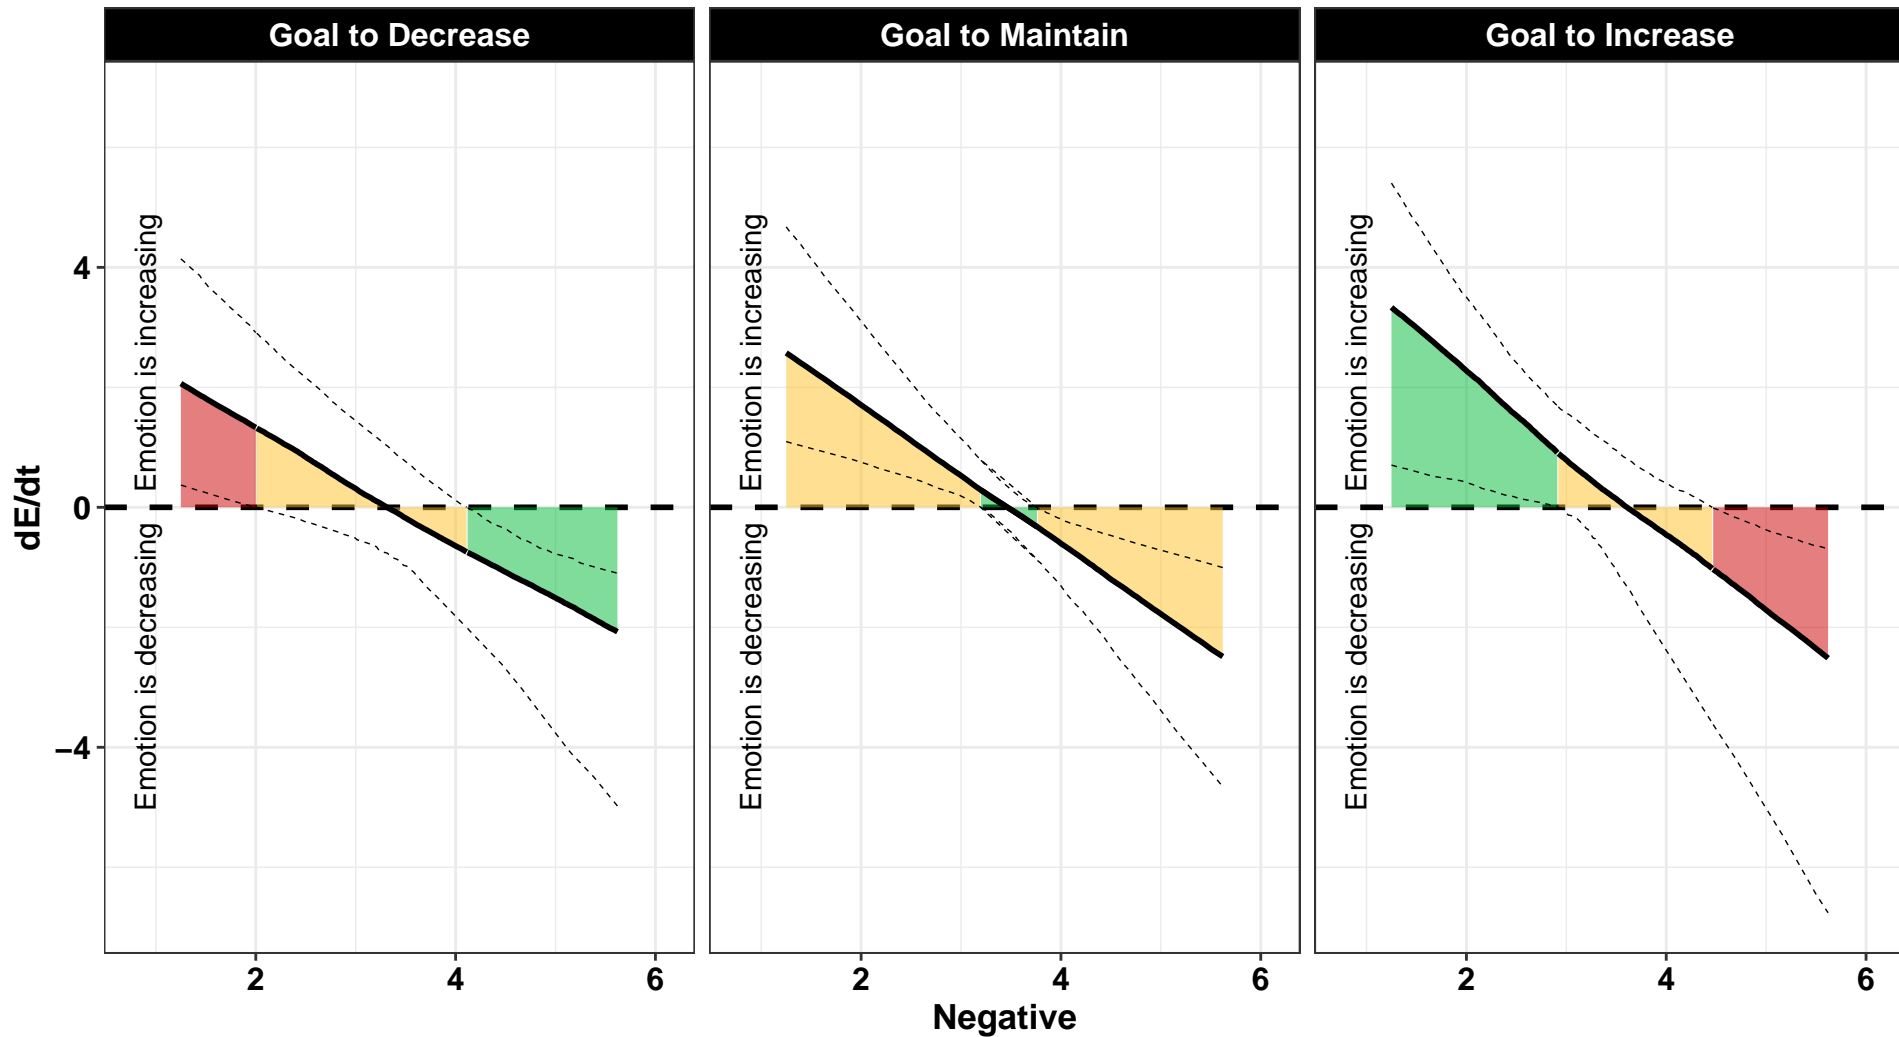 Goal to Decrease
Goal to Maintain
Goal to Increase
dE/dt
4
0
−4
Emotion is increasing
Emotion is decreasing
Emotion is increasing
Emotion is decreasing
Emotion is increasing
Emotion is decreasing
2 4 6
2 4 6
2 4 6
Negative